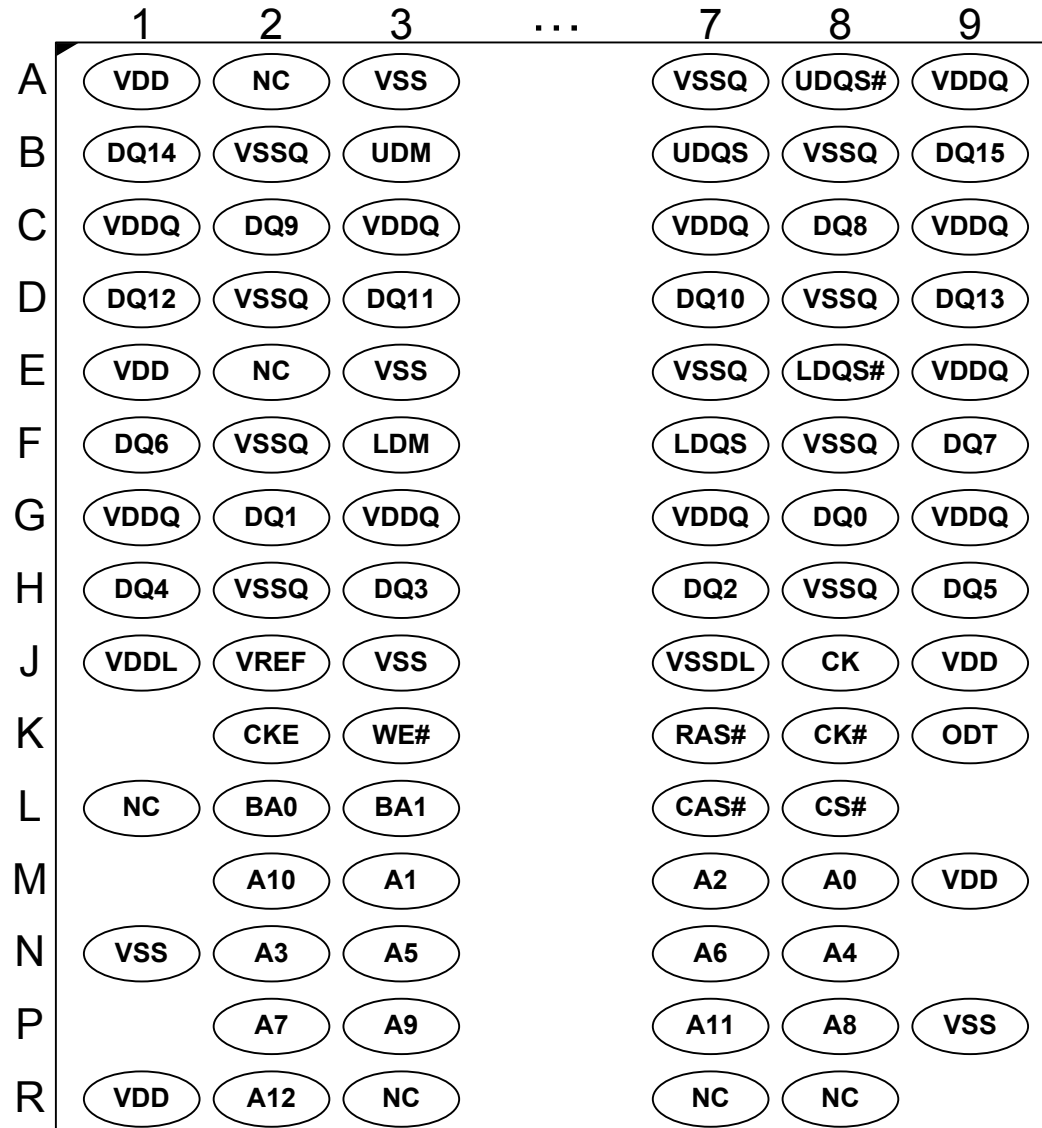 1 2 3 ... 7 8 9
A VDD NC VSS VSSQ UDQS# VDDQ
B DQ14 VSSQ UDM UDQS VSSQ DQ15
C VDDQ DQ9 VDDQ VDDQ DQ8 VDDQ
D DQ12 VSSQ DQ11 DQ10 VSSQ DQ13
E VDD NC VSS VSSQ LDQS# VDDQ
F DQ6 VSSQ LDM LDQS VSSQ DQ7
G VDDQ DQ1 VDDQ VDDQ DQ0 VDDQ
H DQ4 VSSQ DQ3 DQ2 VSSQ DQ5
J VDDL VREF VSS VSSDL CK VDD
K CKE WE# RAS# CK# ODT
L NC BA0 BA1 CAS# CS#
M A10 A1 A2 A0 VDD
N VSS A3 A5 A6 A4
P A7 A9 A11 A8 VSS
R VDD A12 NC NC NC